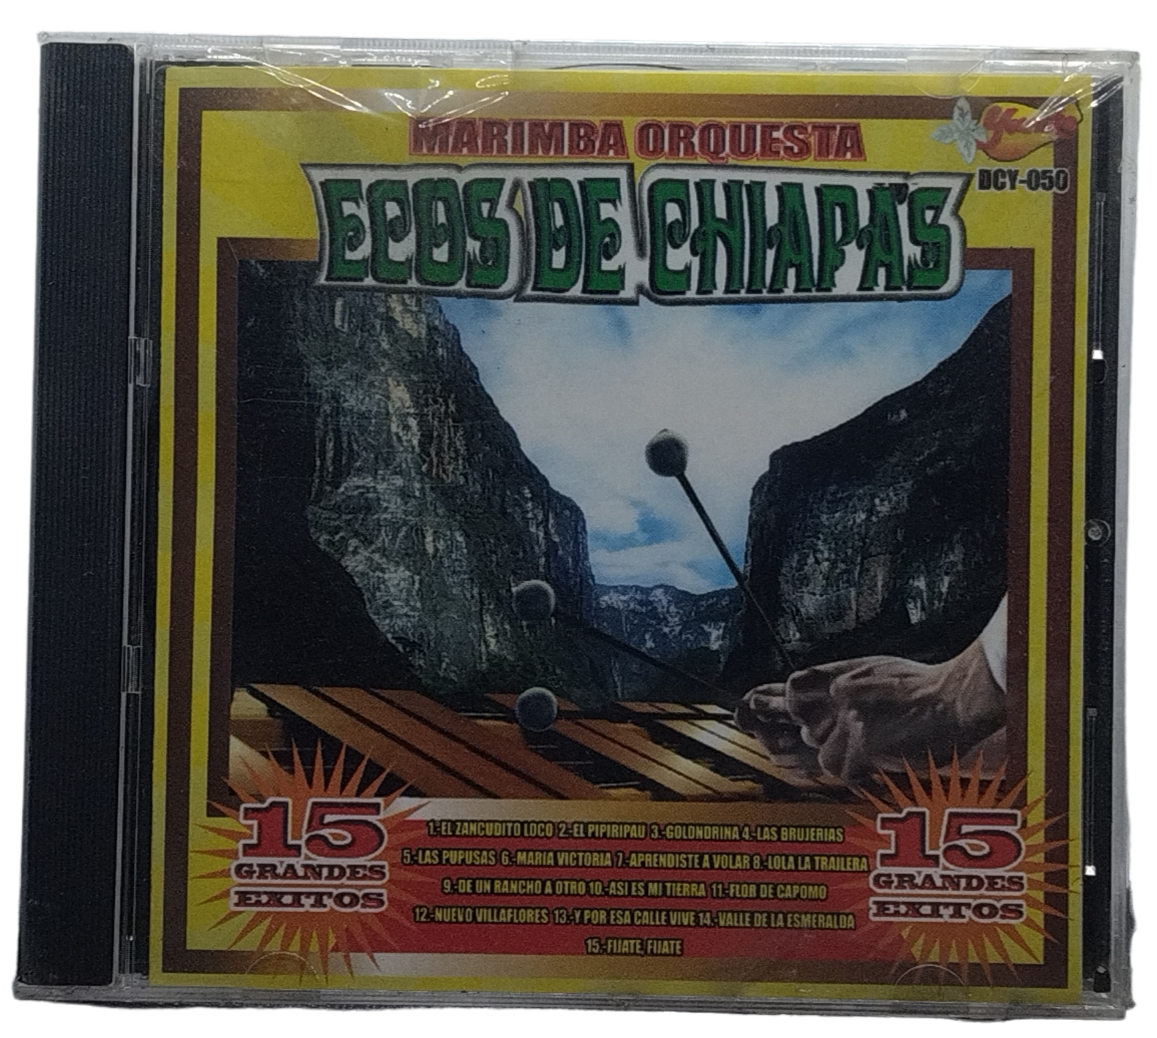 MARIMBA ORQUESTA
ECOS DE CHIAPAS
DCY-050
15
GRANDES
EXITOS
1.-EL ZANCUDITO LOCO 2.-EL PIPIRIPAU 3.-GOLONDRINA 4.-LAS BRUJERIAS
5.-LAS PUPUSAS 6.-MARIA VICTORIA 7.-APRENDISTE A VOLAR 8.-LOLA LA TRAILERA
9.-DE UN RANCHO A OTRO 10.-ASI ES MI TIERRA 11.-FLOR DE CAPOMO
12.-NUEVO VILLAFLORES 13.-Y POR ESA CALLE VIVE 14.-VALLE DE LA ESMERALDA
15.-FIJATE, FIJATE
15
GRANDES
EXITOS